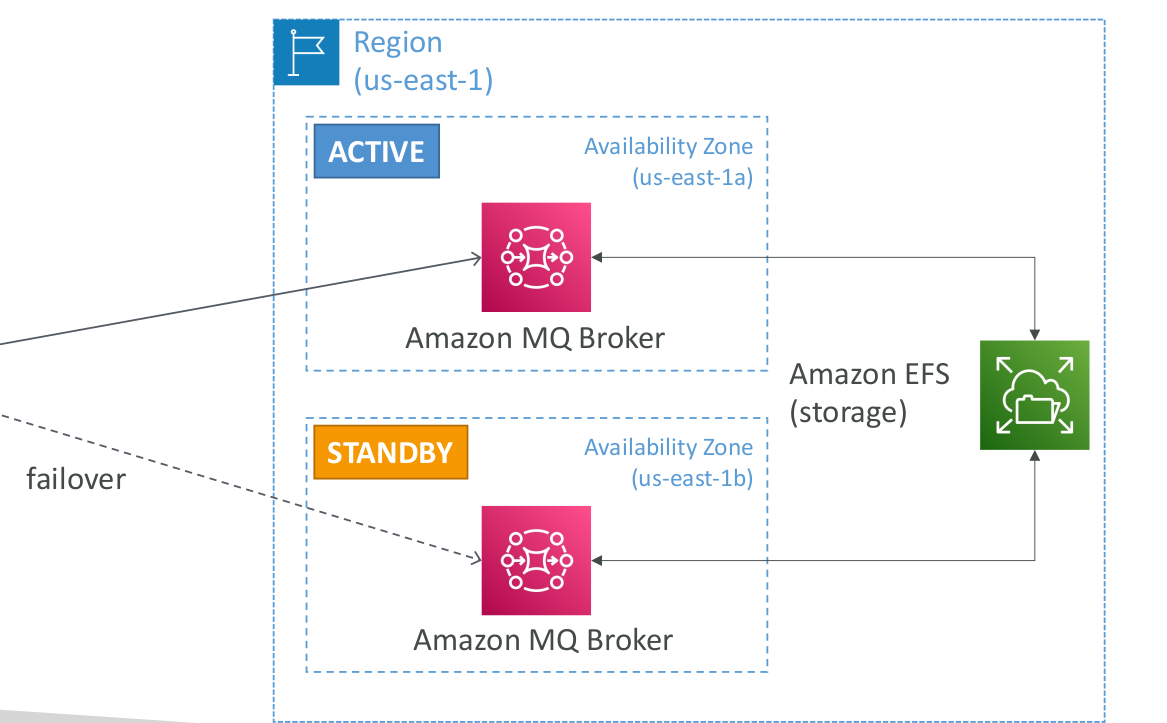 Region
(us-east-1)
ACTIVE
Availability Zone
(us-east-1a)
Amazon MQ Broker
Amazon EFS
(storage)
STANDBY
Availability Zone
(us-east-1b)
failover
Amazon MQ Broker